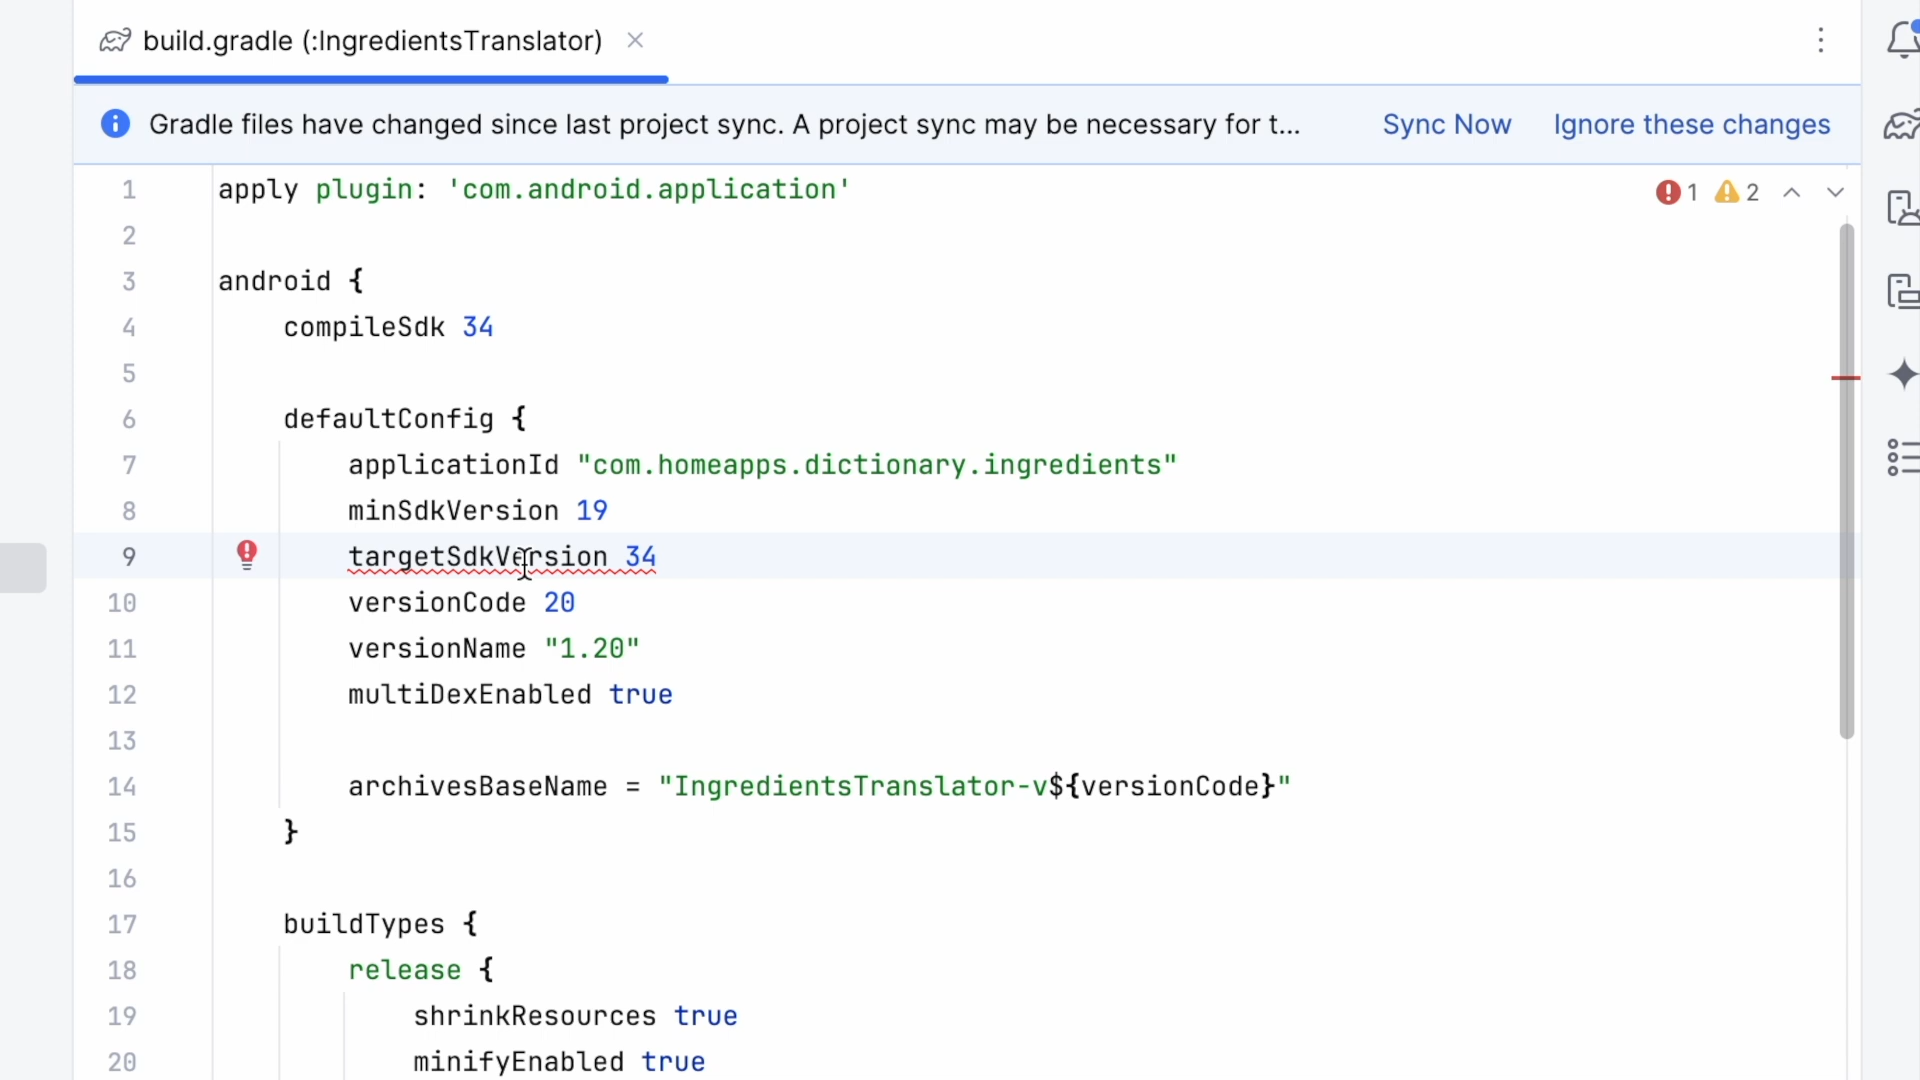 build.gradle (:IngredientsTranslator)
Gradle files have changed since last project sync. A project sync may be necessary for t... Sync Now Ignore these changes
1 apply plugin: 'com.android.application' 1 2
2
3 android {
4 compileSdk 34
5
6 defaultConfig {
7 applicationId "com.homeapps.dictionary.ingredients"
8 minSdkVersion 19
9 targetSdkVersion 34
10 versionCode 20
11 versionName "1.20"
12 multiDexEnabled true
13
14 archivesBaseName = "IngredientsTranslator-v${versionCode}"
15 }
16
17 buildTypes {
18 release {
19 shrinkResources true
20 minifyEnabled true